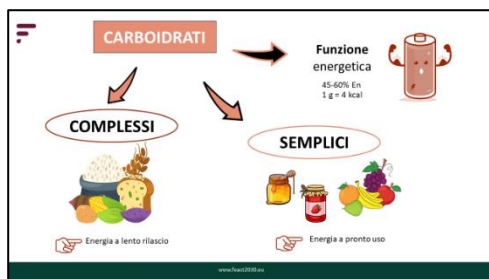 CARBOIDRATI
Funzione
energetica
45-60% En
1 g = 4 kcal
COMPLESSI
SEMPLICI
Energia a lento rilascio
Energia a pronto uso
www.feast2030.eu